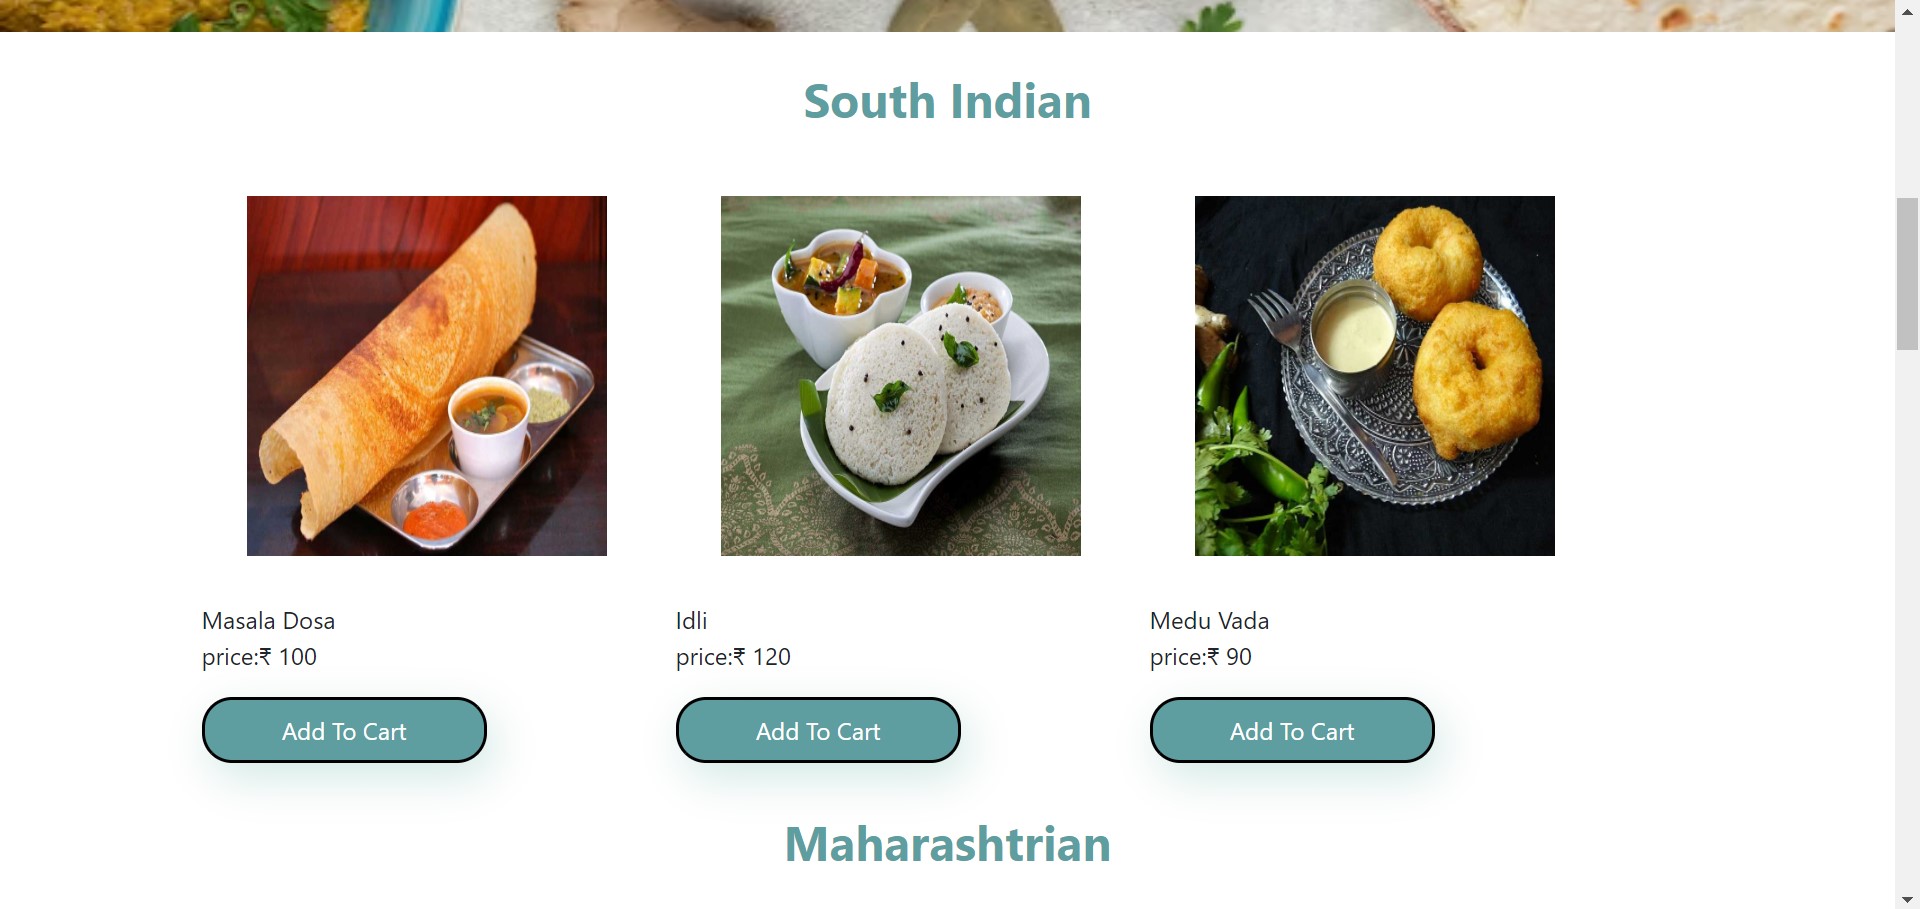 South Indian
Masala Dosa
price:₹ 100
Add To Cart
Idli
price:₹ 120
Add To Cart
Medu Vada
price:₹ 90
Add To Cart
Maharashtrian